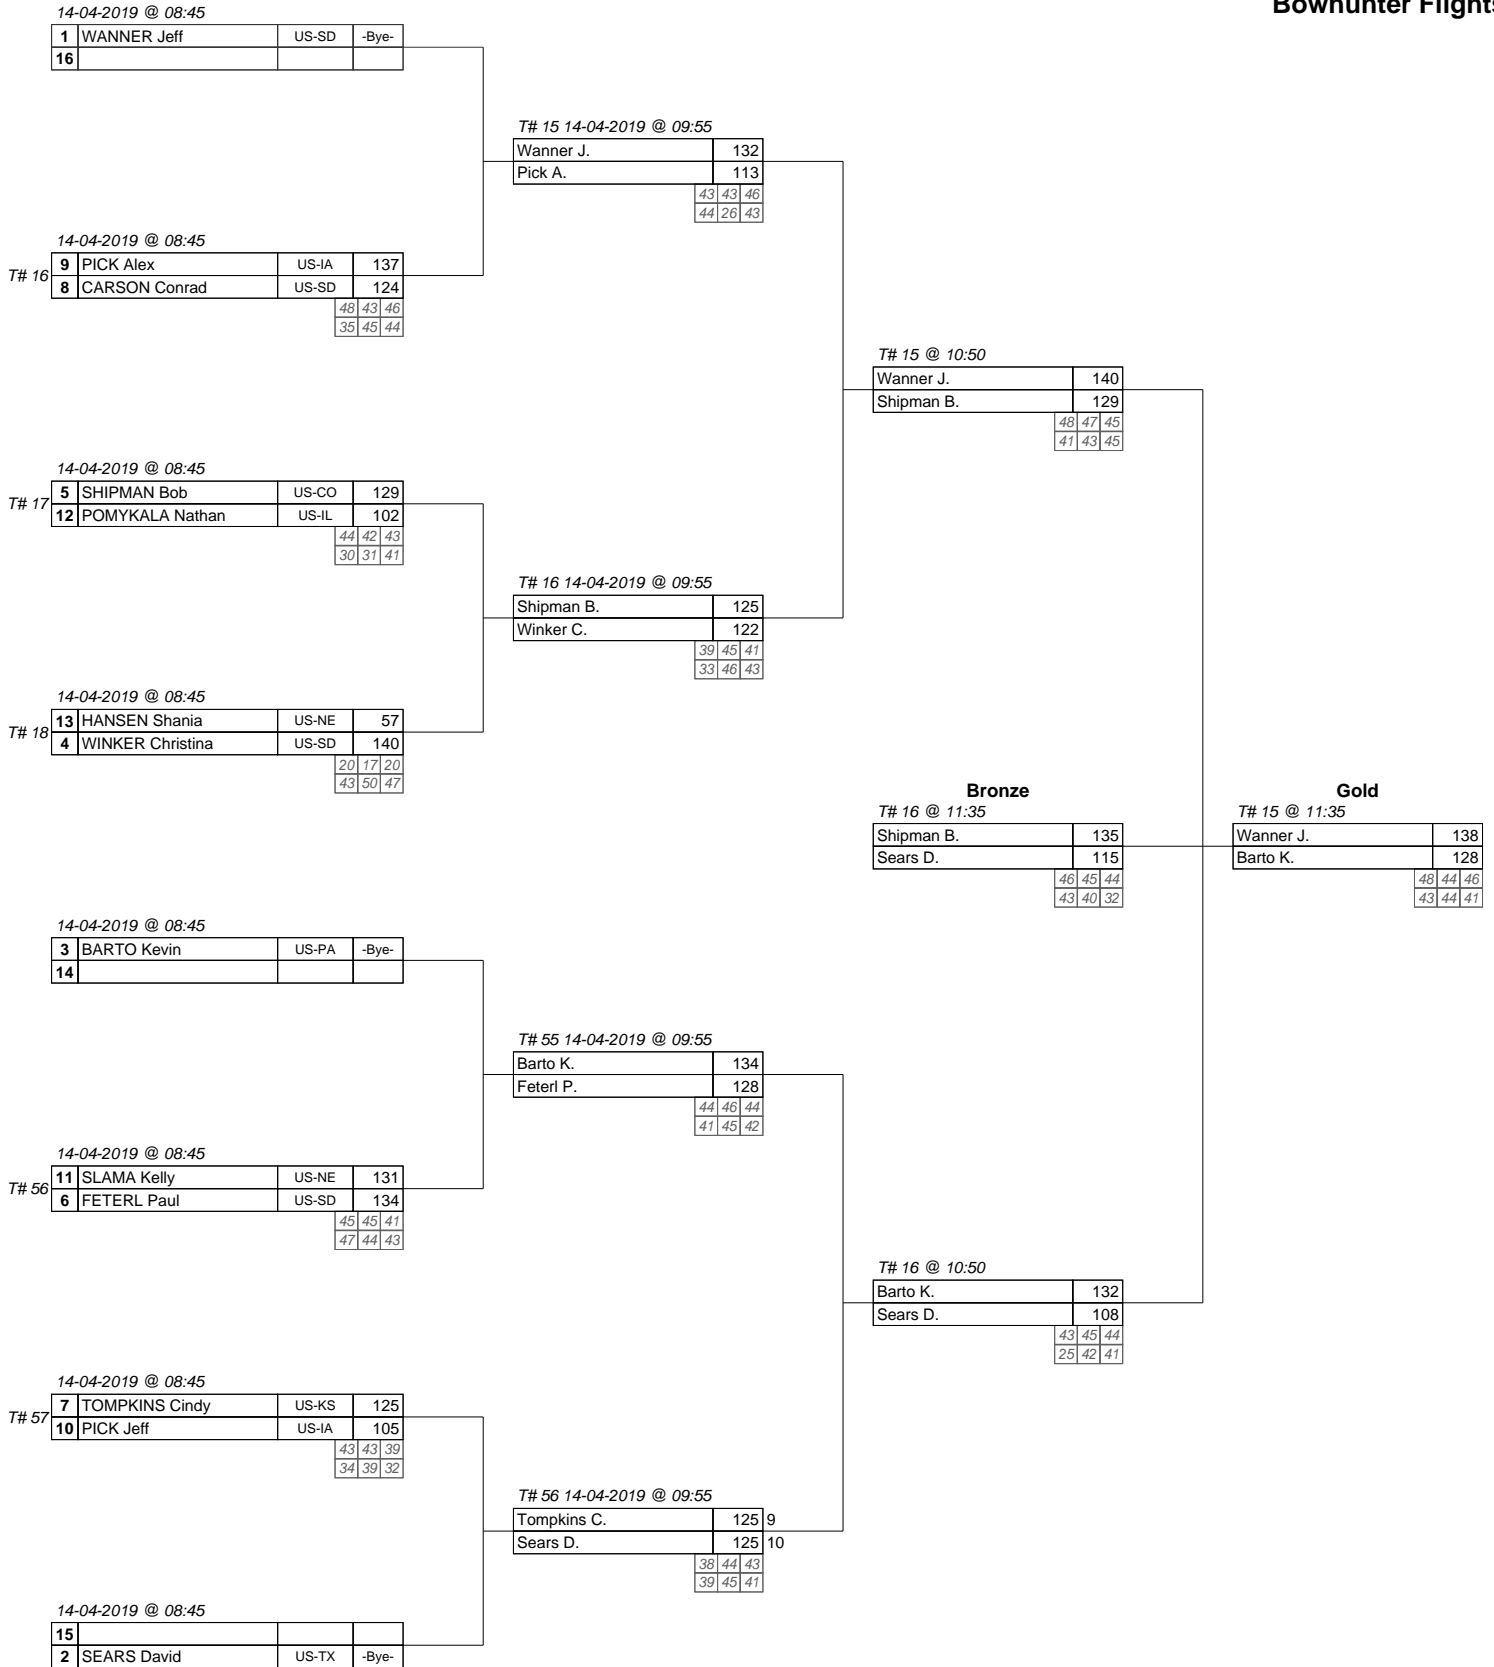 Bowhunter Flights
14-04-2019 @ 08:45
1 WANNER Jeff US-SD -Bye-
16
T# 15 14-04-2019 @ 09:55
Wanner J. 132
Pick A. 113
43 43 46
44 26 43
14-04-2019 @ 08:45
T# 16
9 PICK Alex US-IA 137
8 CARSON Conrad US-SD 124
48 43 46
35 45 44
T# 15 @ 10:50
Wanner J. 140
Shipman B. 129
48 47 45
41 43 45
14-04-2019 @ 08:45
T# 17
5 SHIPMAN Bob US-CO 129
12 POMYKALA Nathan US-IL 102
44 42 43
30 31 41
T# 16 14-04-2019 @ 09:55
Shipman B. 125
Winker C. 122
39 45 41
33 46 43
14-04-2019 @ 08:45
T# 18
13 HANSEN Shania US-NE 57
4 WINKER Christina US-SD 140
20 17 20
43 50 47
Bronze
T# 16 @ 11:35
Shipman B. 135
Sears D. 115
46 45 44
43 40 32
Gold
T# 15 @ 11:35
Wanner J. 138
Barto K. 128
48 44 46
43 44 41
14-04-2019 @ 08:45
3 BARTO Kevin US-PA -Bye-
14
T# 55 14-04-2019 @ 09:55
Barto K. 134
Feterl P. 128
44 46 44
41 45 42
14-04-2019 @ 08:45
T# 56
11 SLAMA Kelly US-NE 131
6 FETERL Paul US-SD 134
45 45 41
47 44 43
T# 16 @ 10:50
Barto K. 132
Sears D. 108
43 45 44
25 42 41
14-04-2019 @ 08:45
T# 57
7 TOMPKINS Cindy US-KS 125
10 PICK Jeff US-IA 105
43 43 39
34 39 32
T# 56 14-04-2019 @ 09:55
Tompkins C. 125 9
Sears D. 125 10
38 44 43
39 45 41
14-04-2019 @ 08:45
15
2 SEARS David US-TX -Bye-